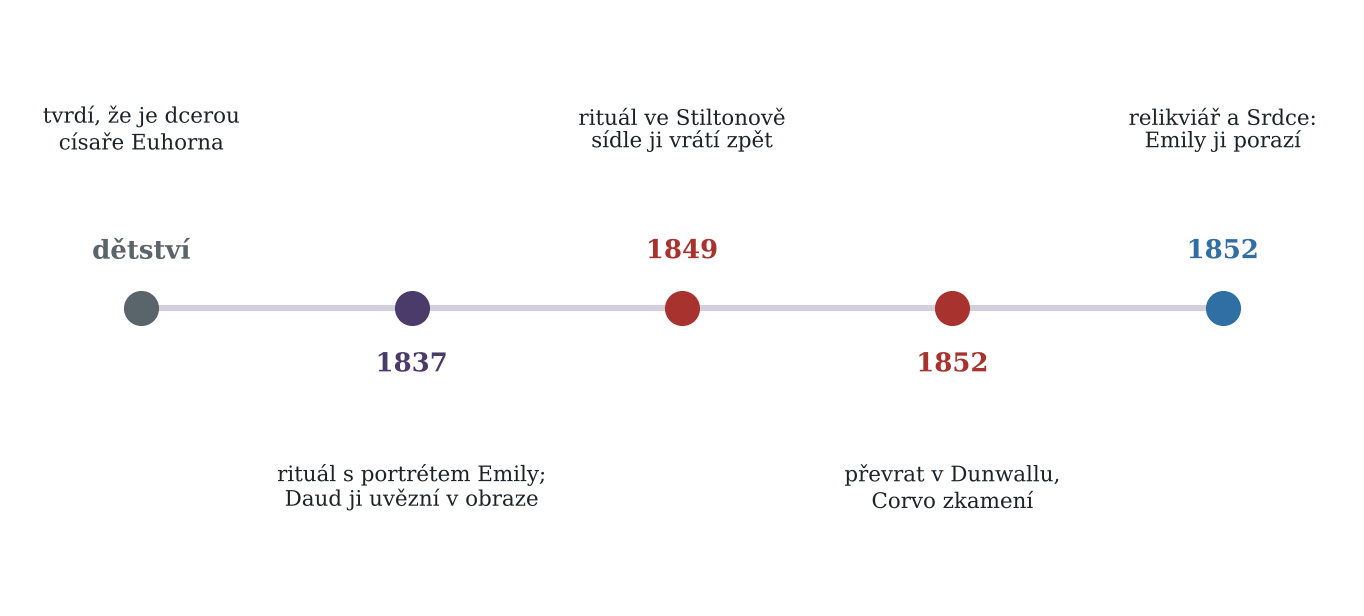 tvrdí, že je dcerou
císaře Euhorna
dětství
1837
rituál s portrétem Emily;
Daud ji uvězní v obraze
rituál ve Stiltonově
sídle ji vrátí zpět
1849
1852
převrat v Dunwallu,
Corvo zkamení
relikviář a Srdce:
Emily ji porazí
1852